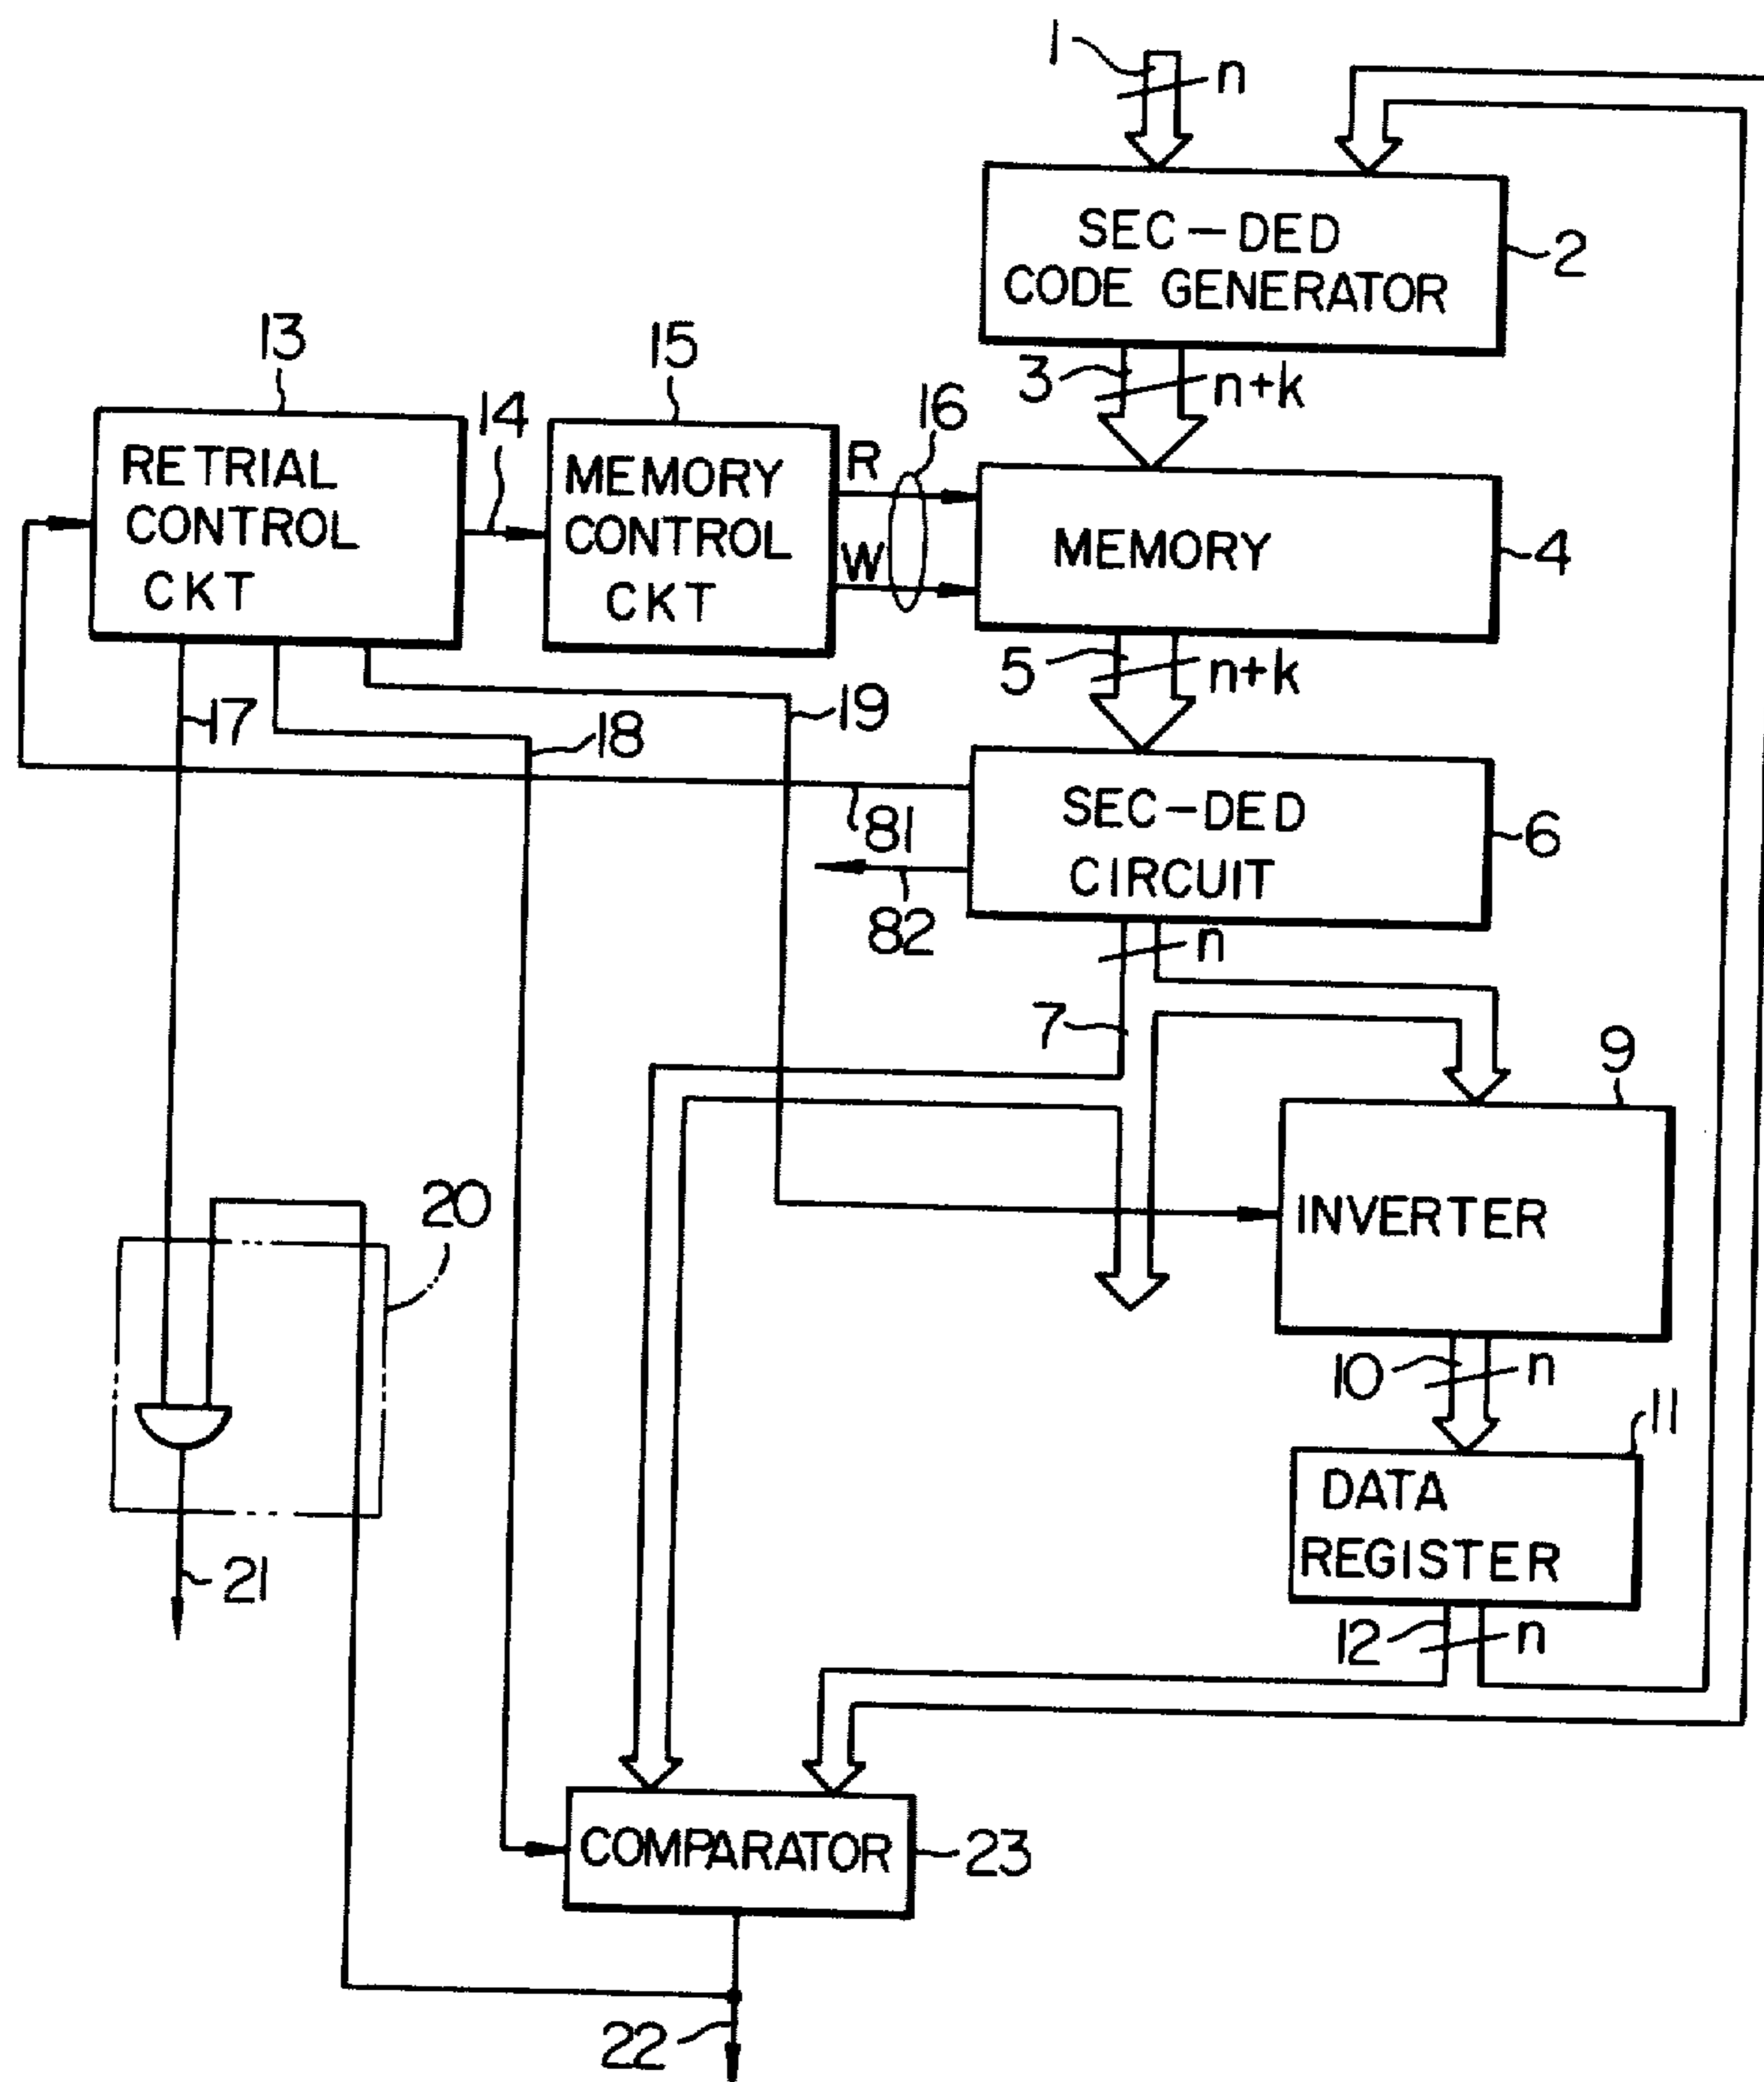 1
n
SEC-DED
CODE GENERATOR
2
3
n+k
13
15
16
RETRIAL
CONTROL
CKT
14
MEMORY
CONTROL
CKT
R
W
MEMORY
4
5
n+k
17
18
19
SEC-DED
CIRCUIT
6
81
82
n
7
9
INVERTER
20
10
n
11
DATA
REGISTER
21
12
n
COMPARATOR
23
22